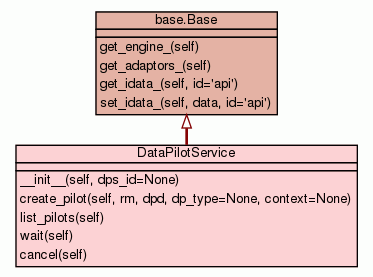 base.Base
get_engine_(self)
get_adaptors_(self)
get_idata_(self, id='api')
set_idata_(self, data, id='api')
DataPilotService
__init__(self, dps_id=None)
create_pilot(self, rm, dpd, dp_type=None, context=None)
list_pilots(self)
wait(self)
cancel(self)